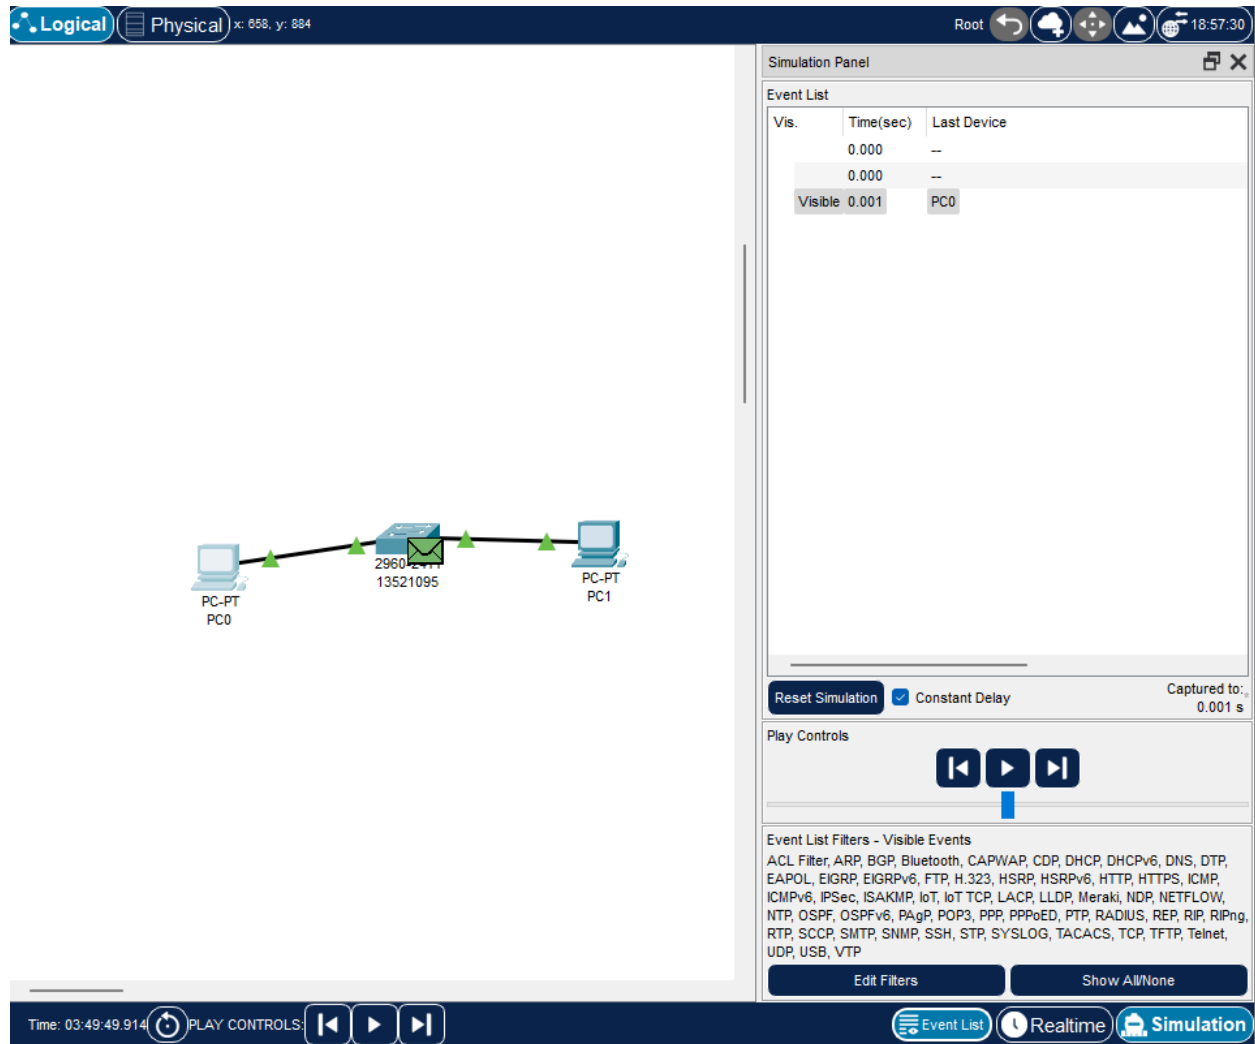 Logical Physical x: 658, y: 884 Root 18:57:30
Simulation Panel
Event List
Vis. Time(sec) Last Device
0.000 --
0.000 --
Visible 0.001 PC0
2960-24TT
13521095
PC-PT
PC1
PC-PT
PC0
Reset Simulation Constant Delay
Captured to:
0.001 s
Play Controls
Event List Filters - Visible Events
ACL Filter, ARP, BGP, Bluetooth, CAPWAP, CDP, DHCP, DHCPv6, DNS, DTP,
EAPOL, EIGRP, EIGRPv6, FTP, H.323, HSRP, HSRPv6, HTTP, HTTPS, ICMP,
ICMPv6, IPSec, ISAKMP, IoT, IoT TCP, LACP, LLDP, Meraki, NDP, NETFLOW,
NTP, OSPF, OSPFv6, PAgP, POP3, PPP, PPPoED, PTP, RADIUS, REP, RIP, RIPng,
RTP, SCCP, SMTP, SNMP, SSH, STP, SYSLOG, TACACS, TCP, TFTP, Telnet,
UDP, USB, VTP
Edit Filters Show All/None
Time: 03:49:49.914 PLAY CONTROLS: Event List Realtime Simulation